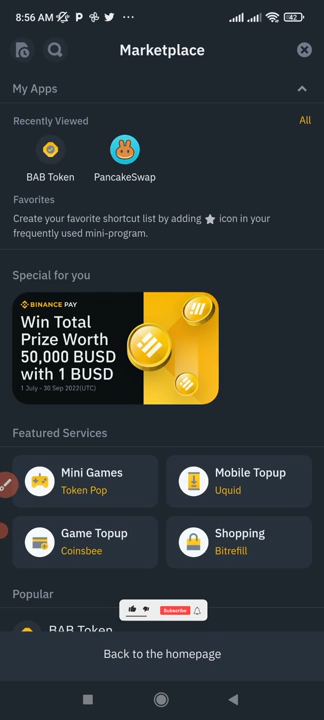 8:56 AM
42
Marketplace
My Apps
Recently Viewed
All
BAB Token
PancakeSwap
Favorites
Create your favorite shortcut list by adding icon in your
frequently used mini-program.
Special for you
BINANCE PAY
Win Total
Prize Worth
50,000 BUSD
with 1 BUSD
1 July - 30 Sep 2022(UTC)
Featured Services
Mini Games
Token Pop
Mobile Topup
Uquid
Game Topup
Coinsbee
Shopping
Bitrefill
Popular
Subscribe
BAB Token
Back to the homepage